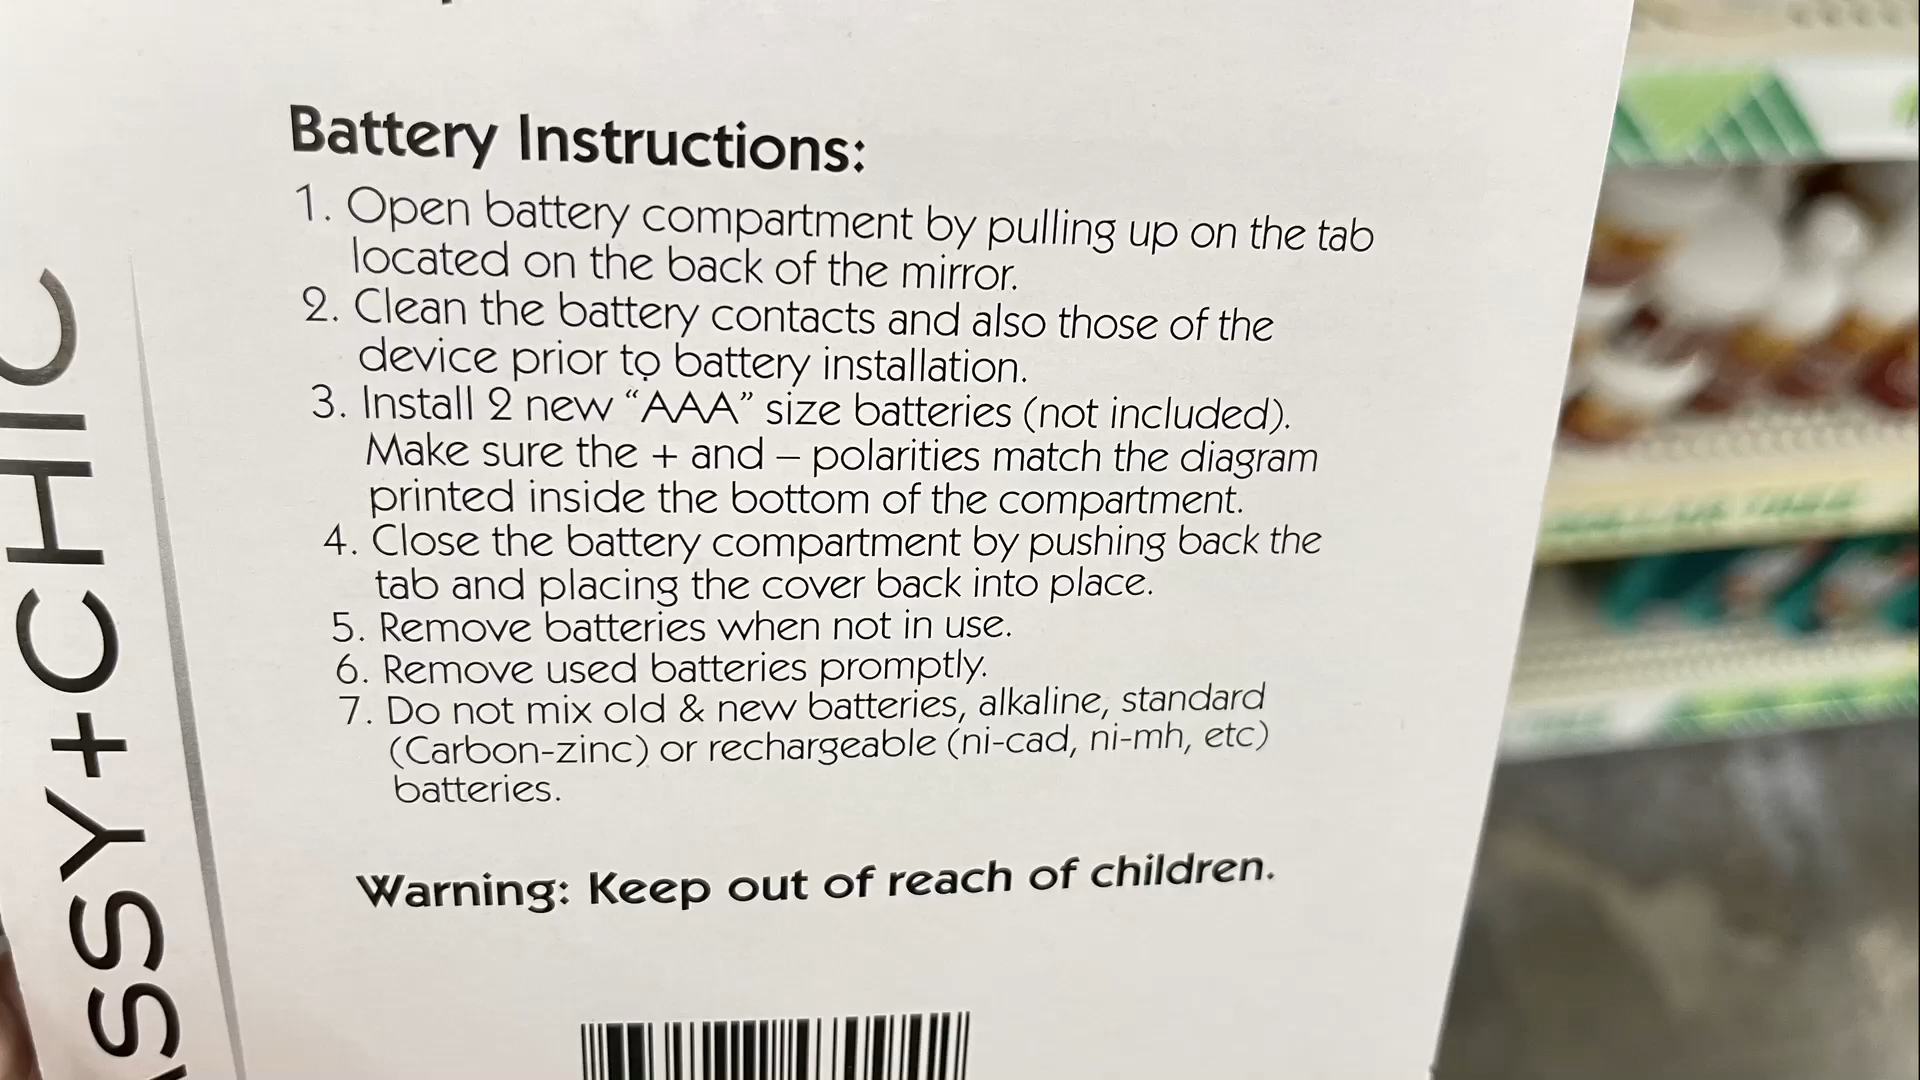 Battery Instructions:
1. Open battery compartment by pulling up on the tab
located on the back of the mirror.
2. Clean the battery contacts and also those of the
device prior to battery installation.
3. Install 2 new “AAA” size batteries (not included).
Make sure the + and – polarities match the diagram
printed inside the bottom of the compartment.
4. Close the battery compartment by pushing back the
tab and placing the cover back into place.
5. Remove batteries when not in use.
6. Remove used batteries promptly.
7. Do not mix old & new batteries, alkaline, standard
(Carbon-zinc) or rechargeable (ni-cad, ni-mh, etc)
batteries.
Warning: Keep out of reach of children.
SSY+CHIC